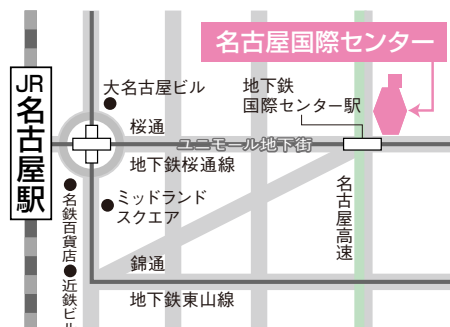 名古屋国際センター
大名古屋ビル
地下鉄
国際センター駅
JR名古屋駅
桜通
ユニモール地下街
地下鉄桜通線
名鉄百貨店
ミッドランド
スクエア
名古屋高速
錦通
近鉄ビル
地下鉄東山線